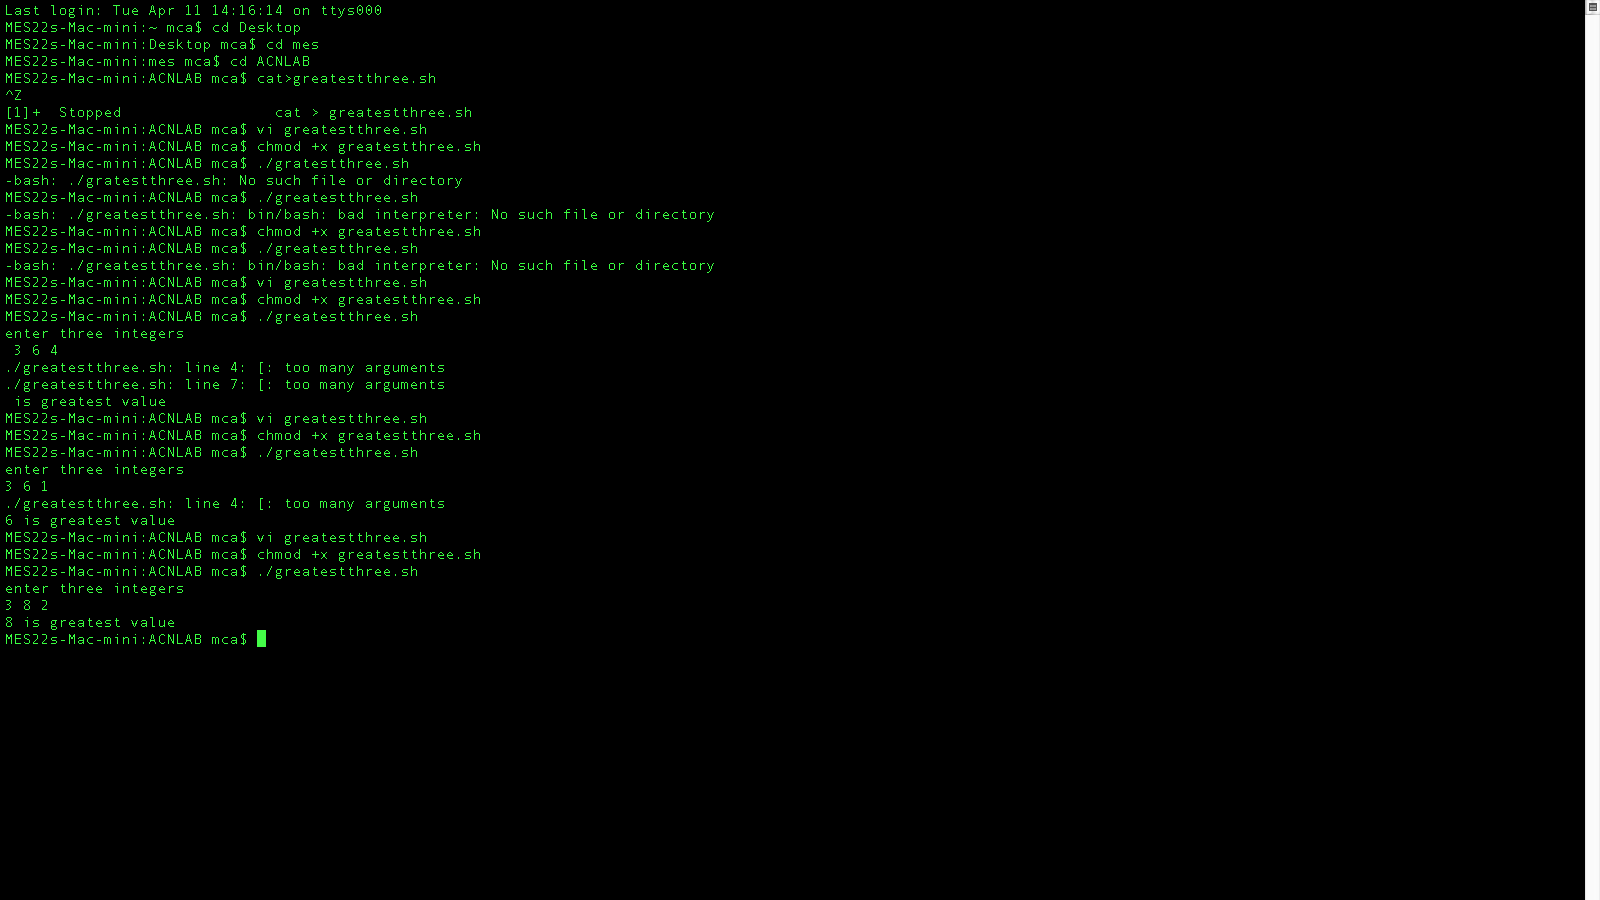 Last login: Tue Apr 11 14:16:14 on ttys000
MES22s-Mac-mini:~ mca$ cd Desktop
MES22s-Mac-mini:Desktop mca$ cd mes
MES22s-Mac-mini:mes mca$ cd ACNLAB
MES22s-Mac-mini:ACNLAB mca$ cat>greatestthree.sh
^Z
[1]+  Stopped                 cat > greatestthree.sh
MES22s-Mac-mini:ACNLAB mca$ vi greatestthree.sh
MES22s-Mac-mini:ACNLAB mca$ chmod +x greatestthree.sh
MES22s-Mac-mini:ACNLAB mca$ ./gratestthree.sh
-bash: ./gratestthree.sh: No such file or directory
MES22s-Mac-mini:ACNLAB mca$ ./greatestthree.sh
-bash: ./greatestthree.sh: bin/bash: bad interpreter: No such file or directory
MES22s-Mac-mini:ACNLAB mca$ chmod +x greatestthree.sh
MES22s-Mac-mini:ACNLAB mca$ ./greatestthree.sh
-bash: ./greatestthree.sh: bin/bash: bad interpreter: No such file or directory
MES22s-Mac-mini:ACNLAB mca$ vi greatestthree.sh
MES22s-Mac-mini:ACNLAB mca$ chmod +x greatestthree.sh
MES22s-Mac-mini:ACNLAB mca$ ./greatestthree.sh
enter three integers
 3 6 4
./greatestthree.sh: line 4: [: too many arguments
./greatestthree.sh: line 7: [: too many arguments
 is greatest value
MES22s-Mac-mini:ACNLAB mca$ vi greatestthree.sh
MES22s-Mac-mini:ACNLAB mca$ chmod +x greatestthree.sh
MES22s-Mac-mini:ACNLAB mca$ ./greatestthree.sh
enter three integers
3 6 1
./greatestthree.sh: line 4: [: too many arguments
6 is greatest value
MES22s-Mac-mini:ACNLAB mca$ vi greatestthree.sh
MES22s-Mac-mini:ACNLAB mca$ chmod +x greatestthree.sh
MES22s-Mac-mini:ACNLAB mca$ ./greatestthree.sh
enter three integers
3 8 2
8 is greatest value
MES22s-Mac-mini:ACNLAB mca$